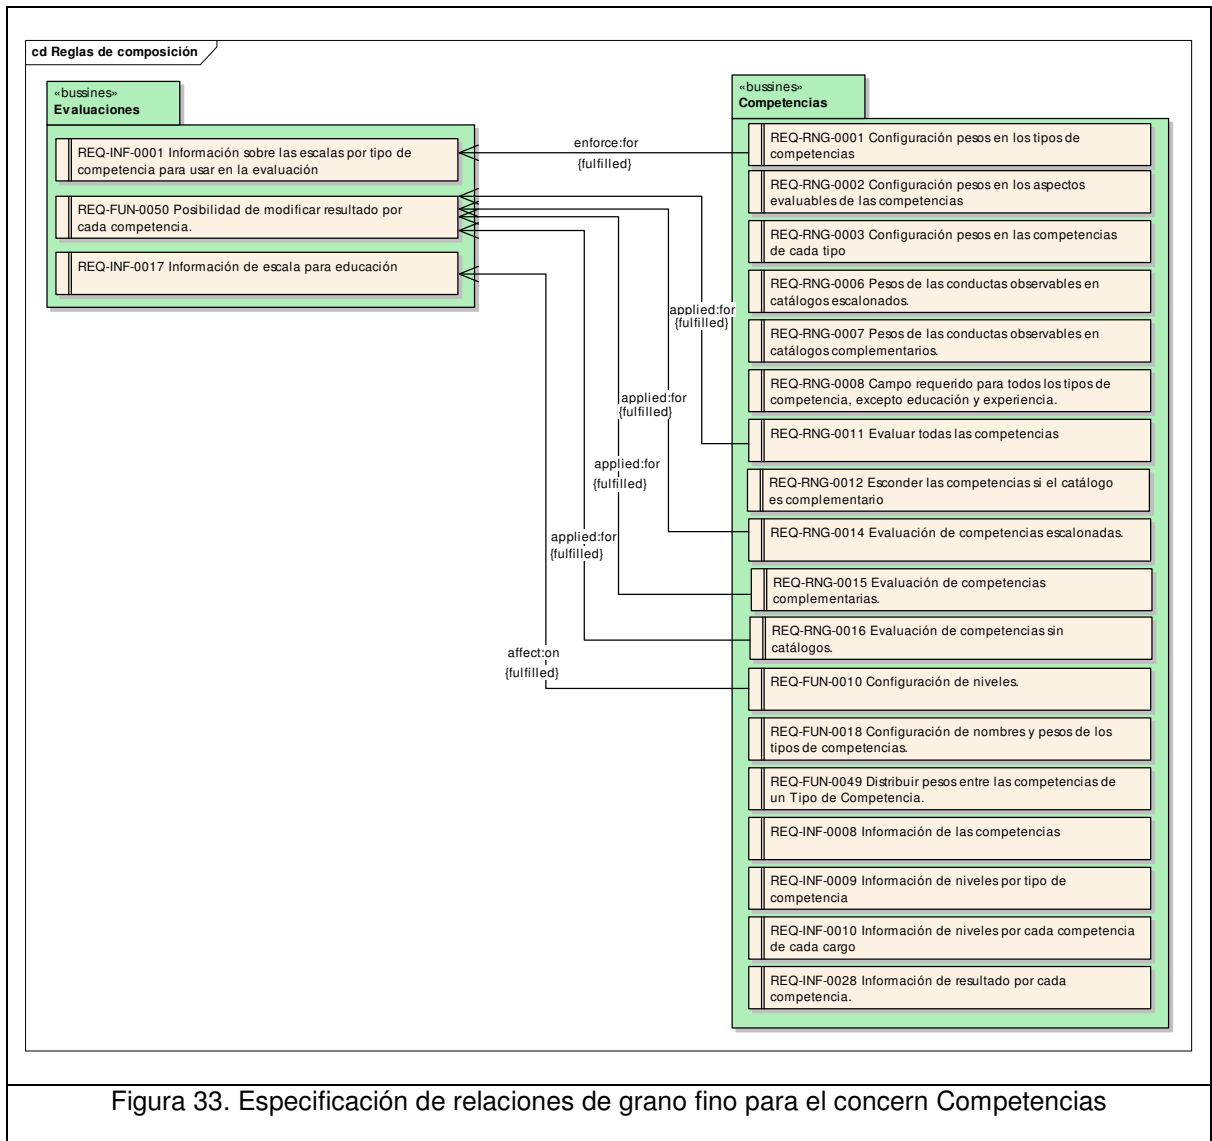 cd Reglas de composición
«bussines»
Evaluaciones
REQ-INF-0001 Información sobre las escalas por tipo de
competencia para usar en la evaluación
REQ-FUN-0050 Posibilidad de modificar resultado por
cada competencia.
REQ-INF-0017 Información de escala para educación
enforce:for
{fulfilled}
applied:for
{fulfilled}
applied:for
{fulfilled}
applied:for
{fulfilled}
applied:for
{fulfilled}
affect:on
{fulfilled}
«bussines»
Competencias
REQ-RNG-0001 Configuración pesos en los tipos de
competencias
REQ-RNG-0002 Configuración pesos en los aspectos
evaluables de las competencias
REQ-RNG-0003 Configuración pesos en las competencias
de cada tipo
REQ-RNG-0006 Pesos de las conductas observables en
catálogos escalonados.
REQ-RNG-0007 Pesos de las conductas observables en
catálogos complementarios.
REQ-RNG-0008 Campo requerido para todos los tipos de
competencia, excepto educación y experiencia.
REQ-RNG-0011 Evaluar todas las competencias
REQ-RNG-0012 Esconder las competencias si el catálogo
es complementario
REQ-RNG-0014 Evaluación de competencias escalonadas.
REQ-RNG-0015 Evaluación de competencias
complementarias.
REQ-RNG-0016 Evaluación de competencias sin
catálogos.
REQ-FUN-0010 Configuración de niveles.
REQ-FUN-0018 Configuración de nombres y pesos de los
tipos de competencias.
REQ-FUN-0049 Distribuir pesos entre las competencias de
un Tipo de Competencia.
REQ-INF-0008 Información de las competencias
REQ-INF-0009 Información de niveles por tipo de
competencia
REQ-INF-0010 Información de niveles por cada competencia
de cada cargo
REQ-INF-0028 Información de resultado por cada
competencia.
Figura 33. Especificación de relaciones de grano fino para el concern Competencias